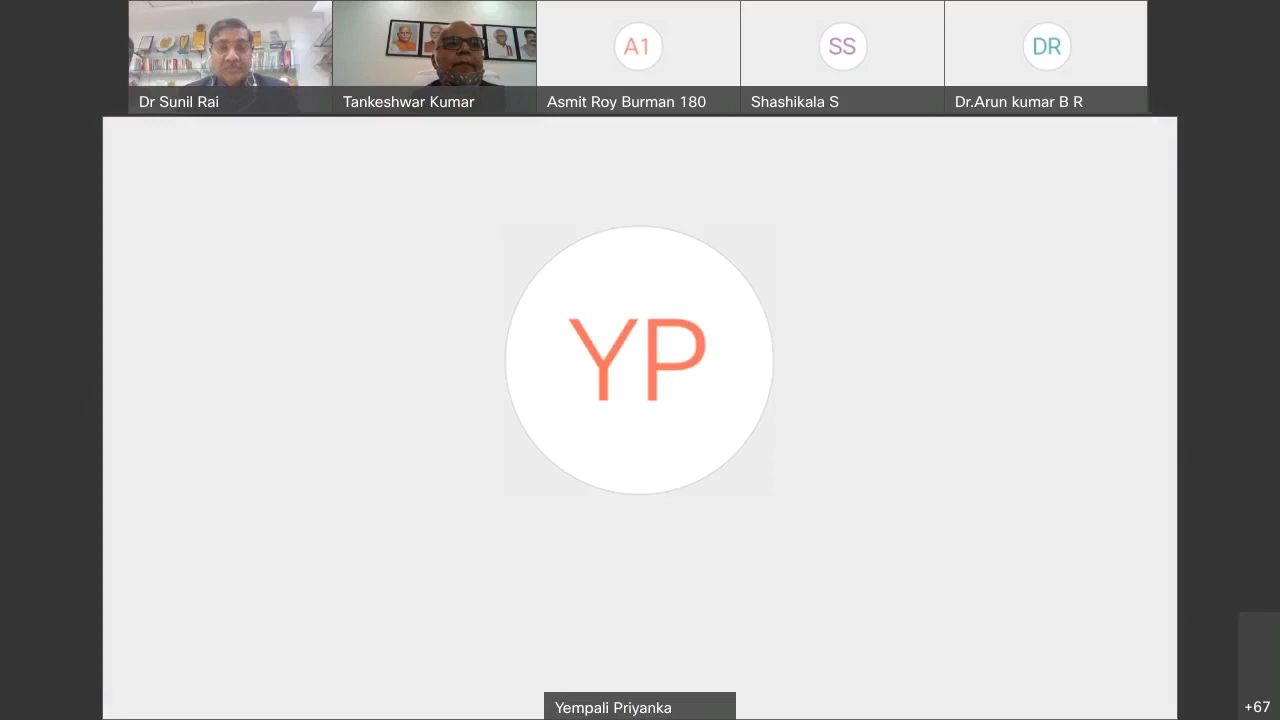 A1
SS
DR
Dr Sunil Rai
Tankeshwar Kumar
Asmit Roy Burman 180
Shashikala S
Dr.Arun kumar B R
YP
Yempali Priyanka
+67